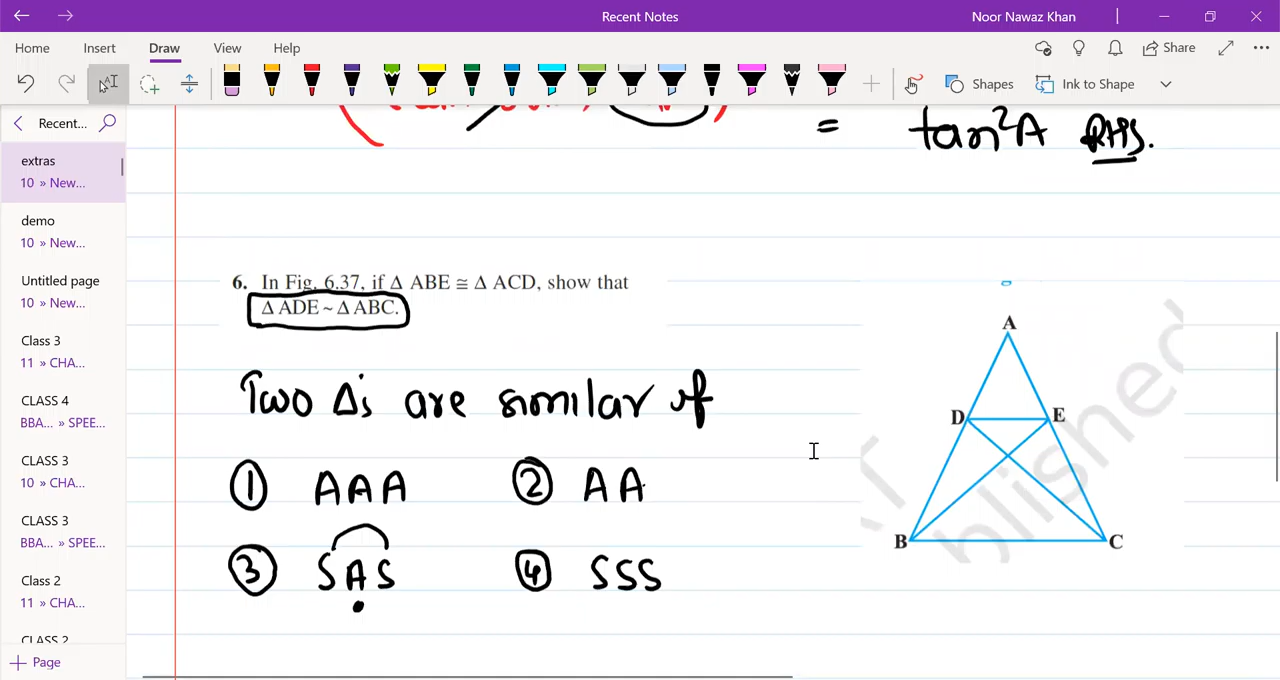 Recent Notes
Noor Nawaz Khan
Home Insert Draw View Help
Share
Shapes
Ink to Shape
Recent...
extras
10 » New...
demo
10 » New...
Untitled page
10 » New...
Class 3
11 » CHA...
CLASS 4
BBA... » SPEE...
CLASS 3
10 » CHA...
CLASS 3
BBA... » SPEE...
Class 2
11 » CHA...
CLASS 2
Page
= tan²A RHS.
6. In Fig. 6.37, if Δ ABE ≅ Δ ACD, show that
Δ ADE ~ Δ ABC.
Two Δ's are similar if
① AAA ② AA
③ SAS ④ SSS
A
D E
B C
blished